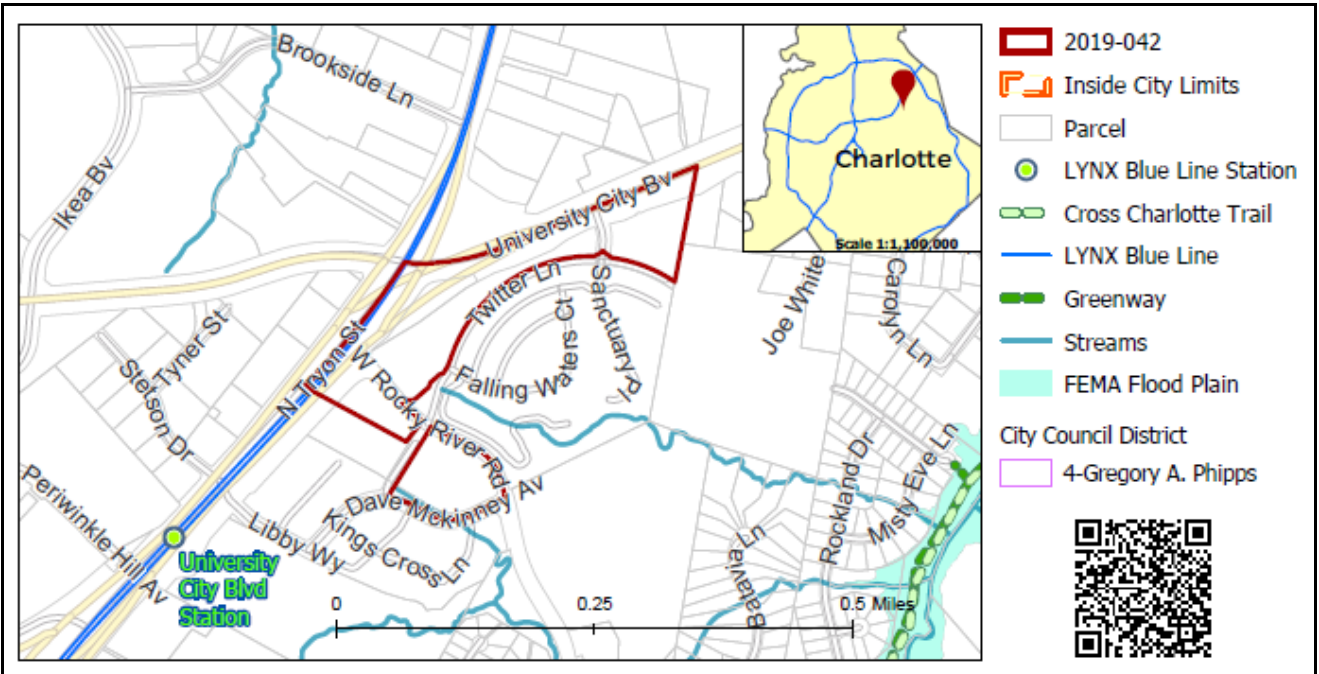 Brookside Ln
Ikea Bv
University City Bv
Twitter Ln
Sanctuary Pl
Falling Waters Ct
N Tryon St
W Rocky River Rd
Tyner St
Stetson Dr
Periwinkle Hill Av
Libby Wy
Kings Cross Ln
Dave Mckinney Av
Joe White
Carolyn Ln
Rockland Dr
Misty Eve Ln
Batavia Ln
University
City Blvd
Station
0 0.25 0.5 Miles
Charlotte
Scale 1:1,100,000
2019-042
Inside City Limits
Parcel
LYNX Blue Line Station
Cross Charlotte Trail
LYNX Blue Line
Greenway
Streams
FEMA Flood Plain
City Council District
4-Gregory A. Phipps